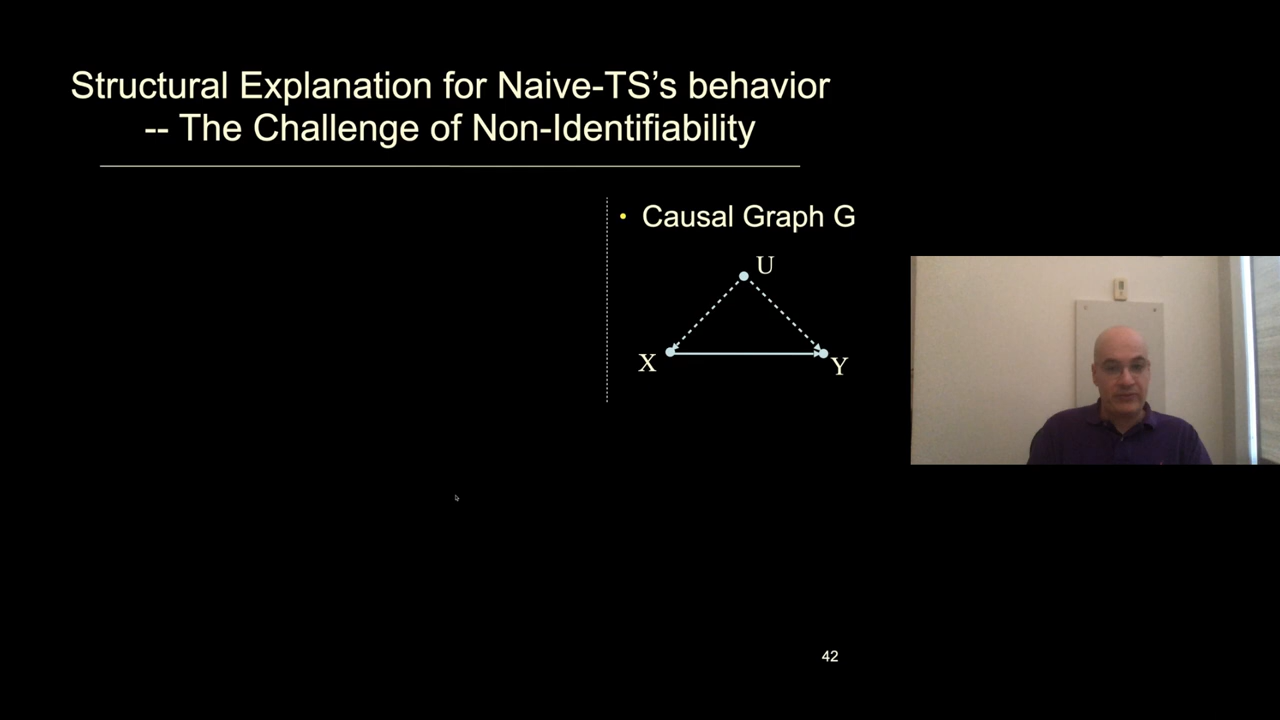 Structural Explanation for Naive-TS’s behavior
-- The Challenge of Non-Identifiability
• Causal Graph G
U
X
Y
42